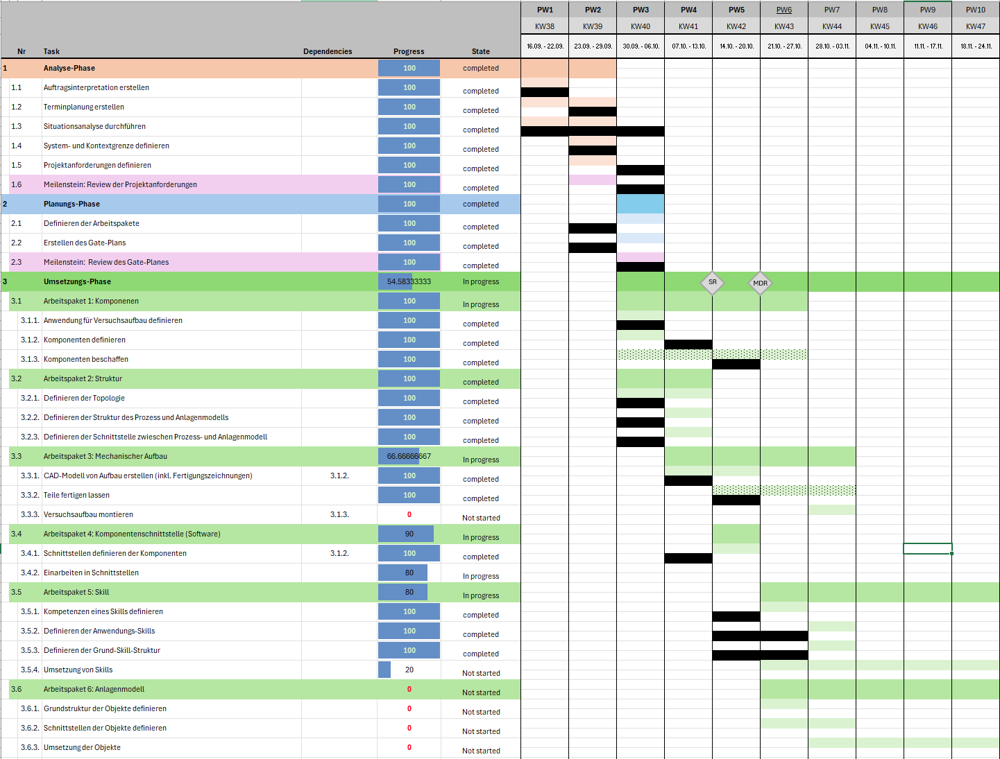 PW1 PW2 PW3 PW4 PW5 PW6 PW7 PW8 PW9 PW10
KW38 KW39 KW40 KW41 KW42 KW43 KW44 KW45 KW46 KW47
Nr Task Dependencies Progress State 16.09. - 22.09. 23.09. - 29.09. 30.09. - 06.10. 07.10. - 13.10. 14.10. - 20.10. 21.10. - 27.10. 28.10. - 03.11. 04.11. - 10.11. 11.11. - 17.11. 18.11. - 24.11.
1 Analyse-Phase 100 completed
1.1 Auftragsinterpretation erstellen 100 completed
1.2 Terminplanung erstellen 100 completed
1.3 Situationsanalyse durchführen 100 completed
1.4 System- und Kontextgrenze definieren 100 completed
1.5 Projektanforderungen definieren 100 completed
1.6 Meilenstein: Review der Projektanforderungen 100 completed
2 Planungs-Phase 100 completed
2.1 Definieren der Arbeitspakete 100 completed
2.2 Erstellen des Gate-Plans 100 completed
2.3 Meilenstein: Review des Gate-Planes 100 completed
3 Umsetzungs-Phase 54.58333333 In progress SR MDR
3.1 Arbeitspaket 1: Komponenen 100 In progress
3.1.1. Anwendung für Versuchsaufbau definieren 100 completed
3.1.2. Komponenten definieren 100 completed
3.1.3. Komponenten beschaffen 100 completed
3.2 Arbeitspaket 2: Struktur 100 completed
3.2.1. Definieren der Topologie 100 completed
3.2.2. Definieren der Struktur des Prozess und Anlagenmodells 100 completed
3.2.3. Definieren der Schnittstelle zwieschen Prozess- und Anlagenmodell 100 completed
3.3 Arbeitspaket 3: Mechanischer Aufbau 66.66666667 In progress
3.3.1. CAD-Modell von Aufbau erstellen (inkl. Fertigungszeichnungen) 3.1.2. 100 completed
3.3.2. Teile fertigen lassen 100 completed
3.3.3. Versuchsaufbau montieren 3.1.3. 0 Not started
3.4 Arbeitspaket 4: Komponentenschnittstelle (Software) 90 In progress
3.4.1. Schnittstellen definieren der Komponenten 3.1.2. 100 completed
3.4.2. Einarbeiten in Schnittstellen 80 In progress
3.5 Arbeitspaket 5: Skill 80 In progress
3.5.1. Kompetenzen eines Skills definieren 100 completed
3.5.2. Definieren der Anwendungs-Skills 100 completed
3.5.3. Definieren der Grund-Skill-Struktur 100 completed
3.5.4. Umsetzung von Skills 20 Not started
3.6 Arbeitspaket 6: Anlagenmodell 0 Not started
3.6.1. Grundstruktur der Objekte definieren 0 Not started
3.6.2. Schnittstellen der Objekte definieren 0 Not started
3.6.3. Umsetzung der Objekte 0 Not started